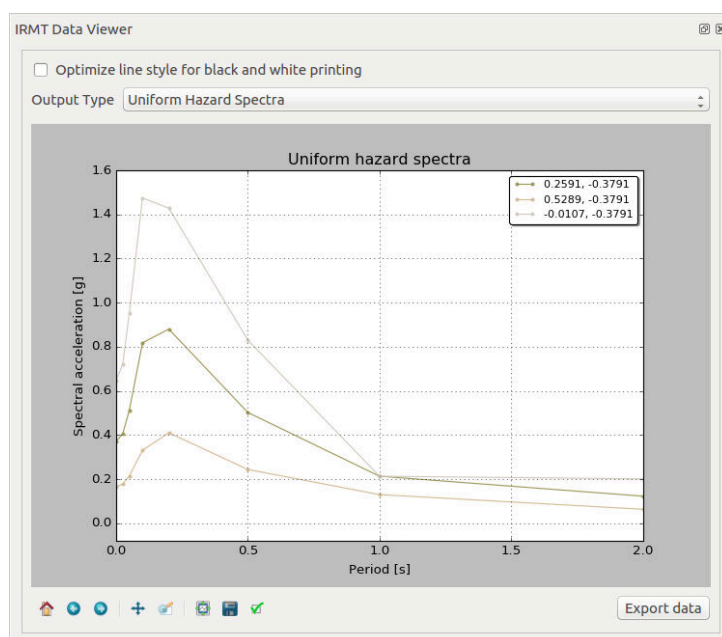 IRMT Data Viewer
Optimize line style for black and white printing
Output Type Uniform Hazard Spectra
Uniform hazard spectra
0.2591, -0.3791
0.5289, -0.3791
-0.0107, -0.3791
Spectral acceleration [g]
1.6
1.4
1.2
1.0
0.8
0.6
0.4
0.2
0.0
0.0 0.5 1.0 1.5 2.0
Period [s]
Export data